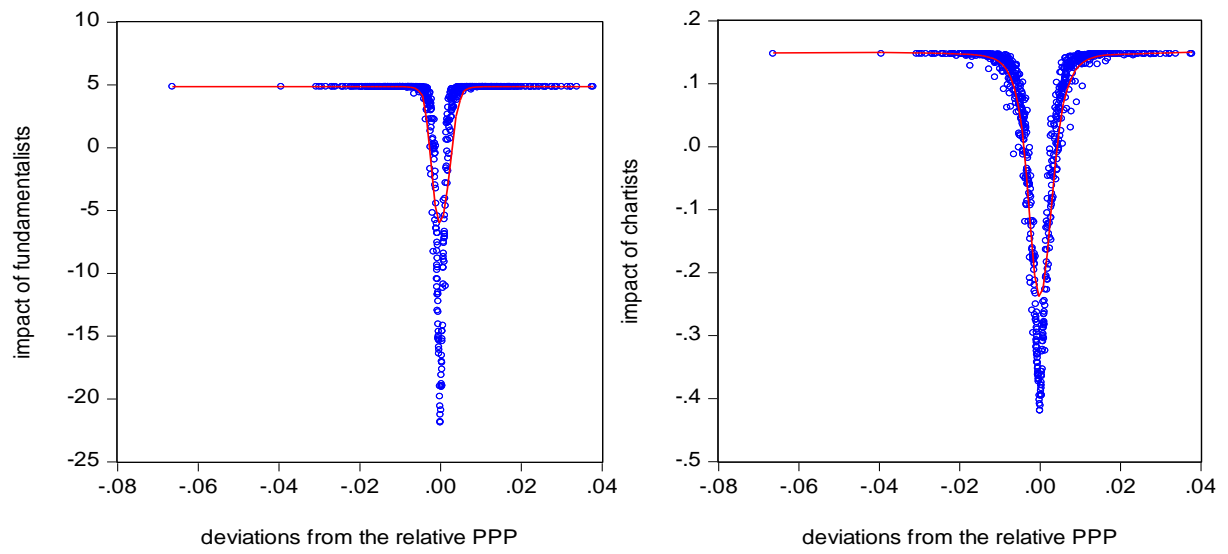 10
5
0
-5
-10
-15
-20
-25
-.08 -.06 -.04 -.02 .00 .02 .04
impact of fundamentalists
deviations from the relative PPP
.2
.1
.0
-.1
-.2
-.3
-.4
-.5
-.08 -.06 -.04 -.02 .00 .02 .04
impact of chartists
deviations from the relative PPP